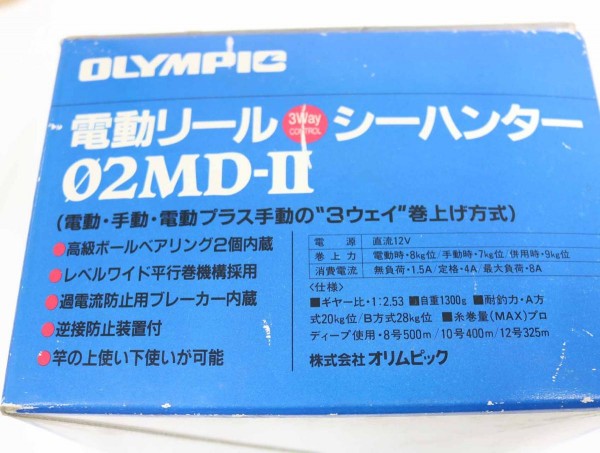 OLYMPIC
電動リール 3Way CONTROL シーハンター
02MD-II
(電動・手動・電動プラス手動の"3ウェイ"巻上げ方式)
●高級ボールベアリング2個内蔵
●レベルワイド平行巻機構採用
●過電流防止用ブレーカー内蔵
●逆接防止装置付
●竿の上使い下使いが可能
電源 直流12V
巻上力 電動時・8kg位/手動時・7kg位/併用時・9kg位
消費電流 無負荷・1.5A/定格・4A/最大負荷・8A
<仕様>
■ギヤー比・1:2.53 ■自重1300g ■耐釣力・A方
式20kg位/B方式28kg位 ■糸巻量(MAX)プロ
ディープ使用・8号500m/10号400m/12号325m
株式会社オリムピック